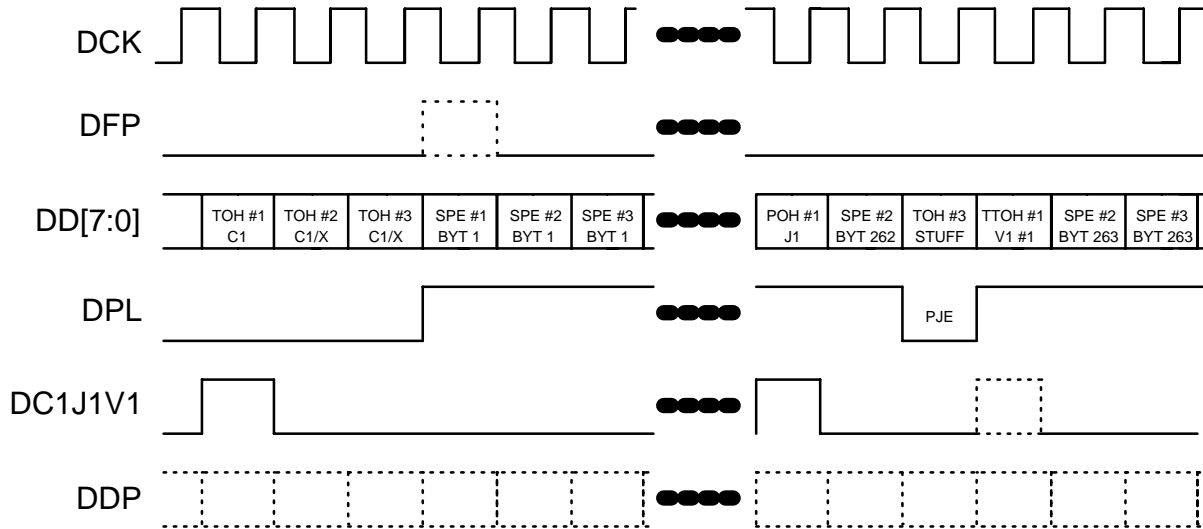 DCK
DFP
DD[7:0]
TOH #1
C1
TOH #2
C1/X
TOH #3
C1/X
SPE #1
BYT 1
SPE #2
BYT 1
SPE #3
BYT 1
POH #1
J1
SPE #2
BYT 262
TOH #3
STUFF
TTOH #1
V1 #1
SPE #2
BYT 263
SPE #3
BYT 263
DPL
PJE
DC1J1V1
DDP